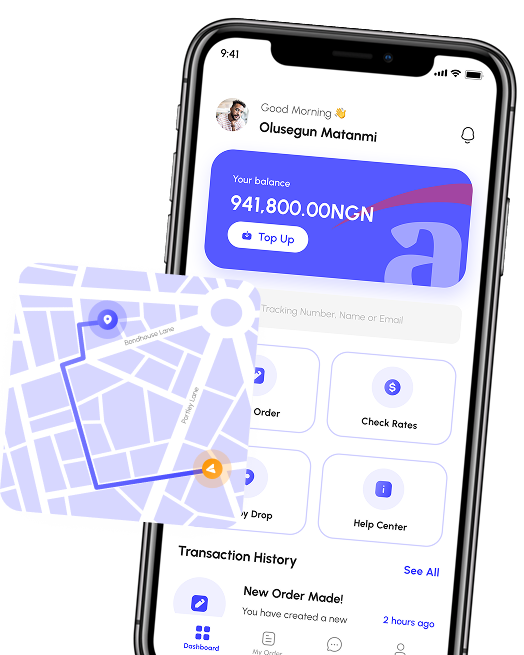 9:41
Good Morning 👋
Olusegun Matanmi
Your balance
941,800.00NGN
Top Up
a
Tracking Number, Name or Email
Bondhouse Lane
Portley Lane
Order
Check Rates
Drop
Help Center
Transaction History
See All
New Order Made!
You have created a new
2 hours ago
Dashboard
My Order